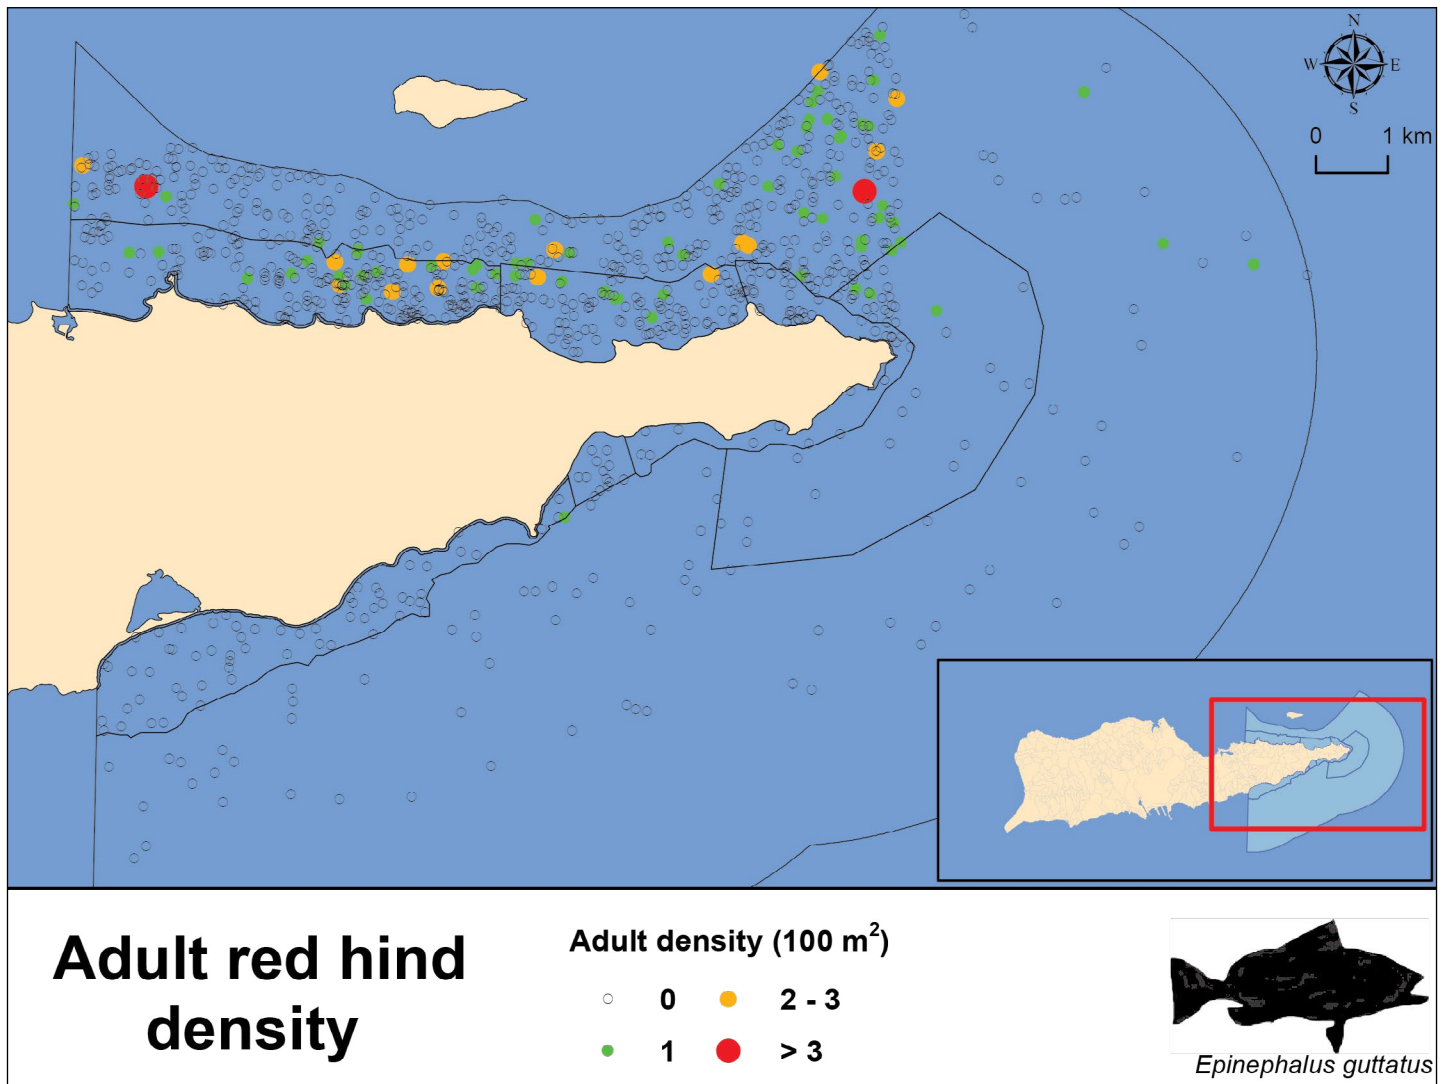 N
W E
S
0 1 km
Adult red hind
density
Adult density (100 m²)
0 2 - 3
1 > 3
Epinephalus guttatus